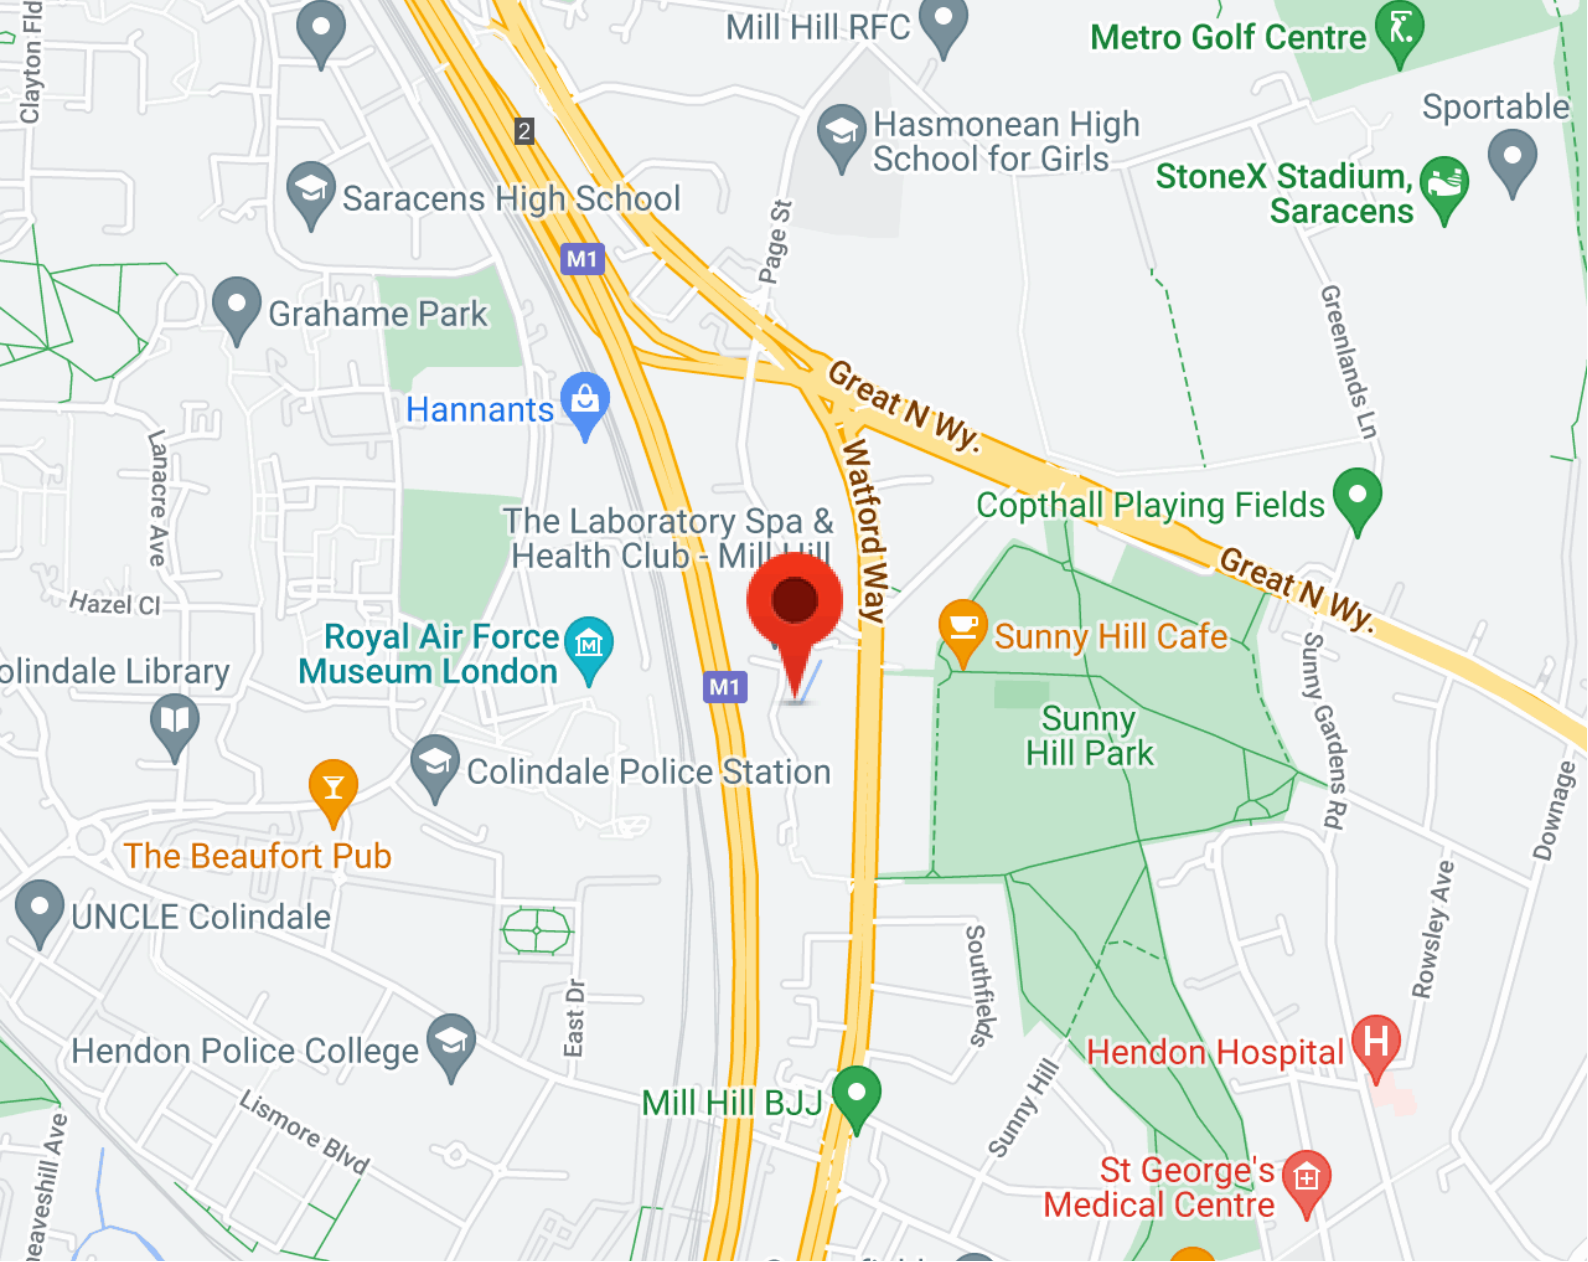 Clayton Fld
Mill Hill RFC
Metro Golf Centre
Sportable
2
Hasmonean High
School for Girls
StoneX Stadium,
Saracens
Saracens High School
Page St
M1
Grahame Park
Greenlands Ln
Hannants
Great N Wy.
Lanacre Ave
Watford Way
Copthall Playing Fields
The Laboratory Spa &
Health Club - Mill Hill
Great N Wy.
Hazel Cl
Royal Air Force
Museum London
Sunny Hill Cafe
olindale Library
M1
Sunny Gardens Rd
Sunny
Hill Park
Colindale Police Station
Downage
The Beaufort Pub
UNCLE Colindale
Rowsley Ave
Southfields
East Dr
Hendon Police College
H
Hendon Hospital
Mill Hill BJJ
Sunny Hill
Lismore Blvd
heaveshill Ave
St George's
Medical Centre